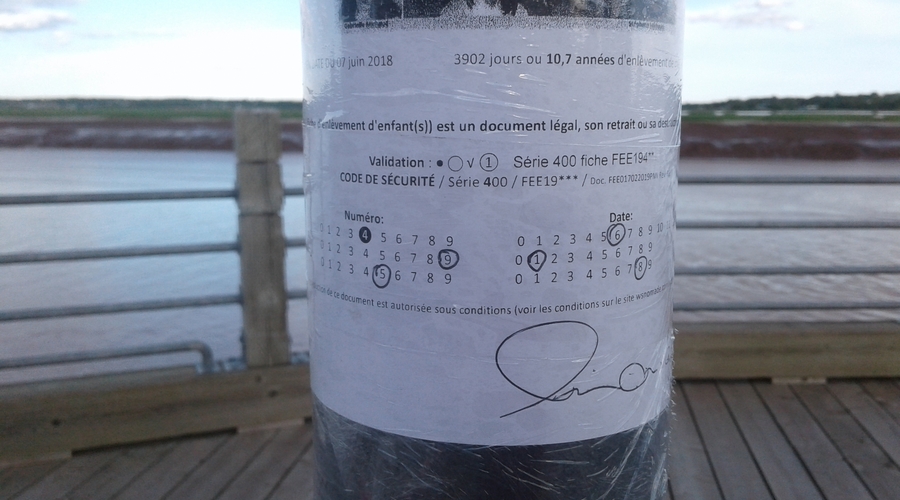 07 juin 2018 3902 jours ou 10,7 années d'enlèvement
d'enfant(s)) est un document légal, son retrait ou sa
Validation : • ○ √ ① Série 400 fiche FEE194**
CODE DE SÉCURITÉ / Série 400 / FEE19*** / Doc.
Numéro: Date:
0 1 2 3 4 5 6 7 8 9 0 1 2 3 4 5 6 7 8 9 10
0 1 2 3 4 5 6 7 8 9 0 1 2 3 4 5 6 7 8 9
0 1 2 3 4 5 6 7 8 9 0 1 2 3 4 5 6 7 8 9
de ce document est autorisée sous conditions (voir les conditions sur le site